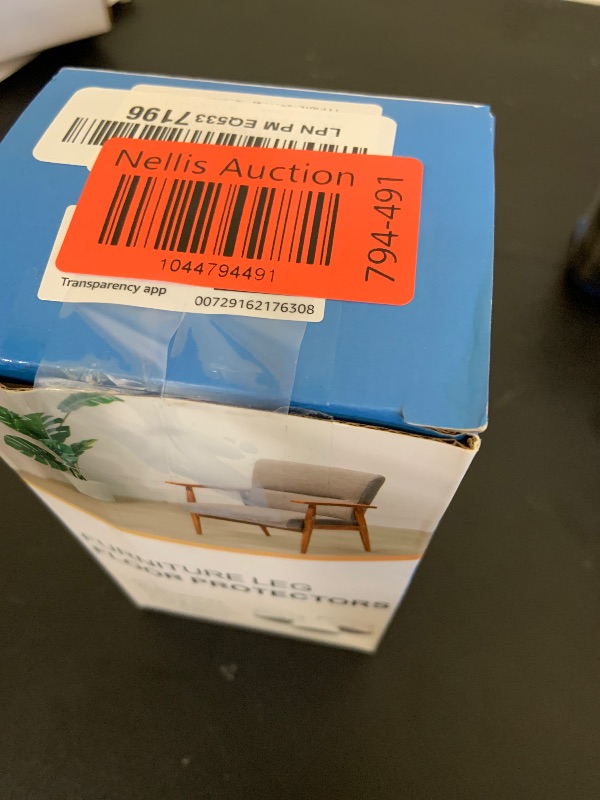 LPN PM EQ533 7196
Nellis Auction
1044794491
794-491
Transparency app
00729162176308
FURNITURE LEG
FLOOR PROTECTORS